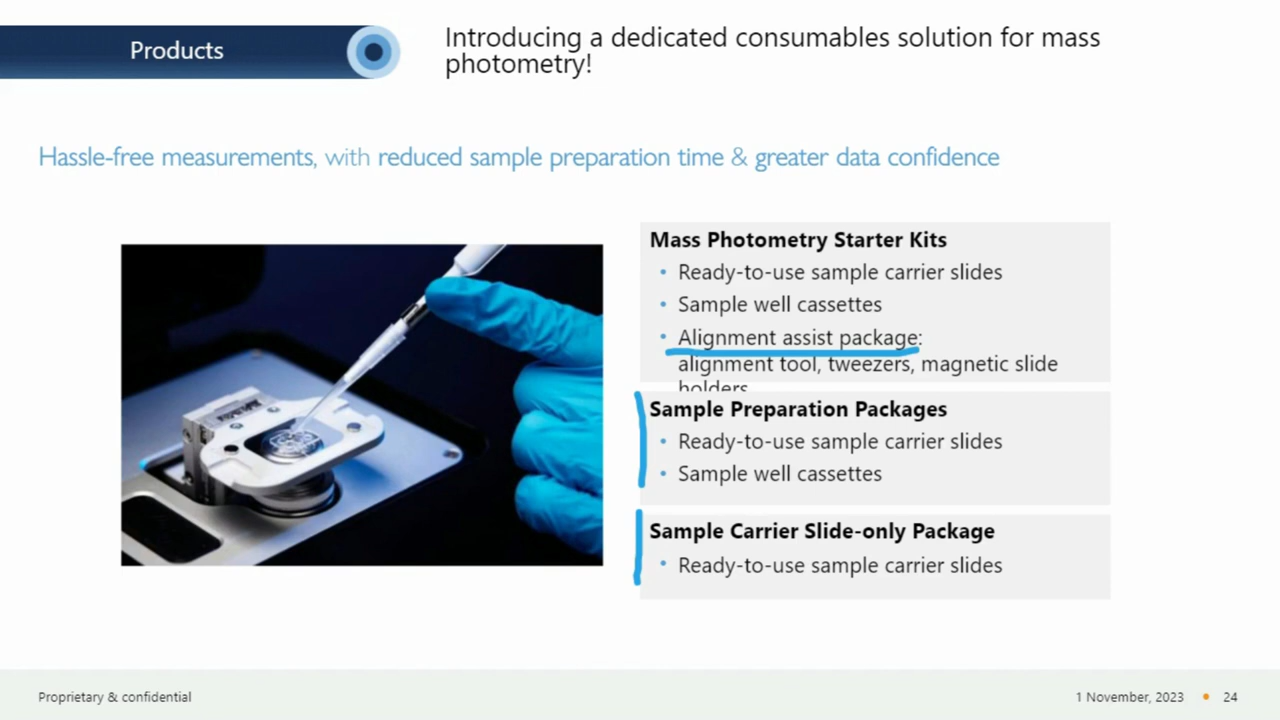 Products
Introducing a dedicated consumables solution for mass
photometry!
Hassle-free measurements, with reduced sample preparation time & greater data confidence
Mass Photometry Starter Kits
• Ready-to-use sample carrier slides
• Sample well cassettes
• Alignment assist package:
alignment tool, tweezers, magnetic slide
holders
Sample Preparation Packages
• Ready-to-use sample carrier slides
• Sample well cassettes
Sample Carrier Slide-only Package
• Ready-to-use sample carrier slides
Proprietary & confidential
1 November, 2023 • 24